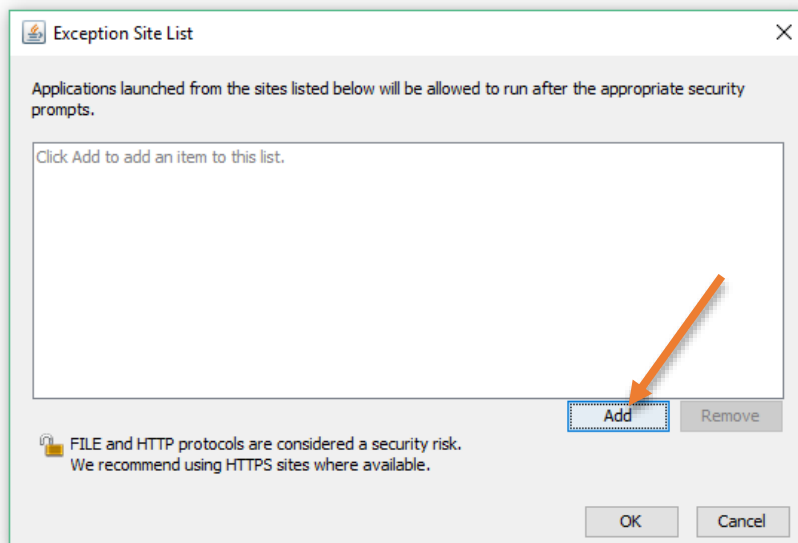 Exception Site List
Applications launched from the sites listed below will be allowed to run after the appropriate security
prompts.
Click Add to add an item to this list.
Add
Remove
FILE and HTTP protocols are considered a security risk.
We recommend using HTTPS sites where available.
OK
Cancel